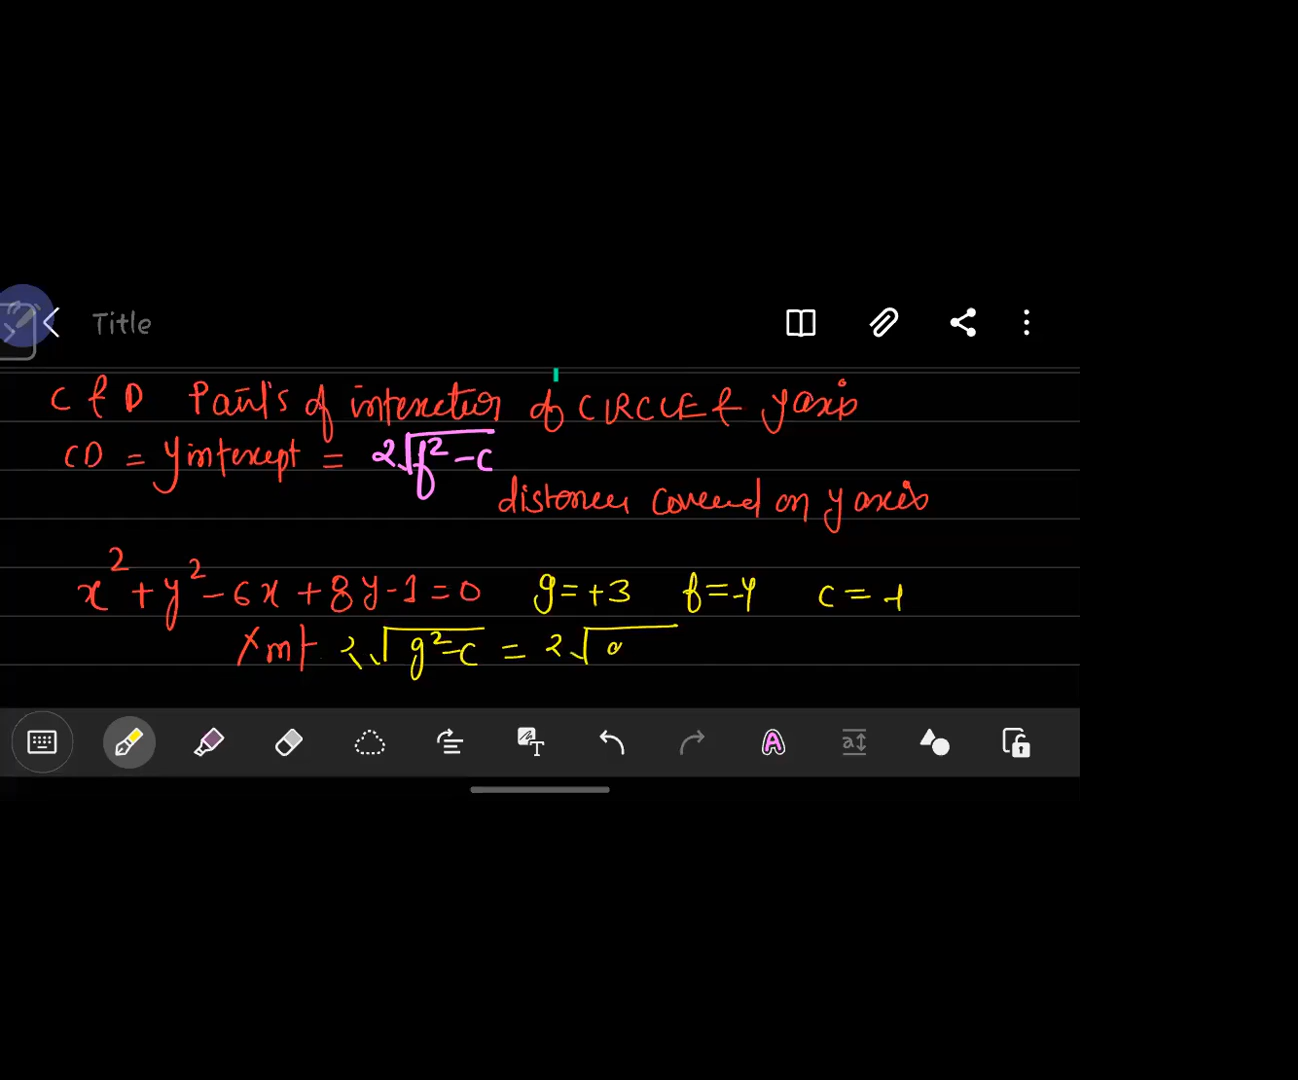 Title
C & D Points of intersection of CIRCLE & y axis
CD = y intercept = 2√f² - c
distance covered on y axis
x² + y² - 6x + 8y - 1 = 0 g = +3 f = -4 c = -1
X int 2√g² - c = 2√